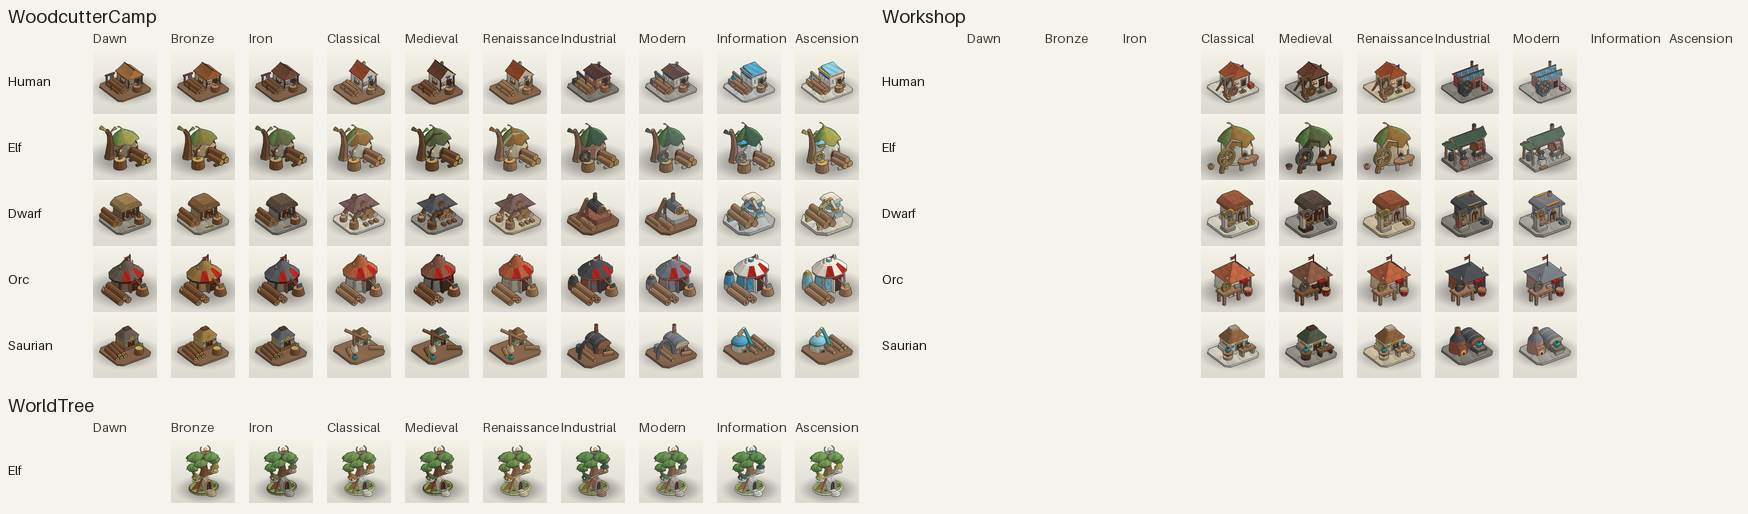 WoodcutterCamp
Dawn Bronze Iron Classical Medieval Renaissance Industrial Modern Information Ascension
Human
Elf
Dwarf
Orc
Saurian
Workshop
Dawn Bronze Iron Classical Medieval Renaissance Industrial Modern Information Ascension
Human
Elf
Dwarf
Orc
Saurian
WorldTree
Dawn Bronze Iron Classical Medieval Renaissance Industrial Modern Information Ascension
Elf